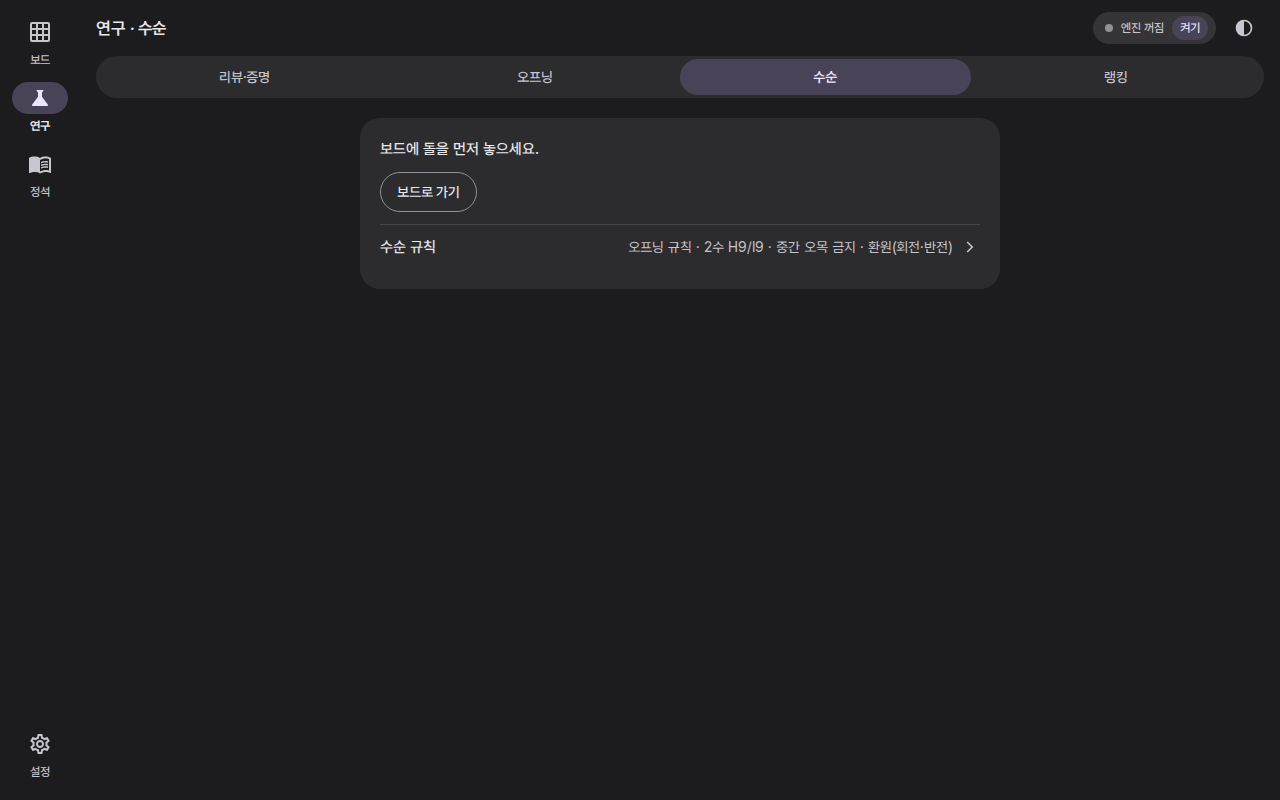 연구 · 수순
엔진 꺼짐 켜기
보드
연구
정석
설정
리뷰·증명 오프닝 수순 랭킹
보드에 돌을 먼저 놓으세요.
보드로 가기
수순 규칙 오프닝 규칙 · 2수 H9/I9 · 중간 오목 금지 · 환원(회전·반전)